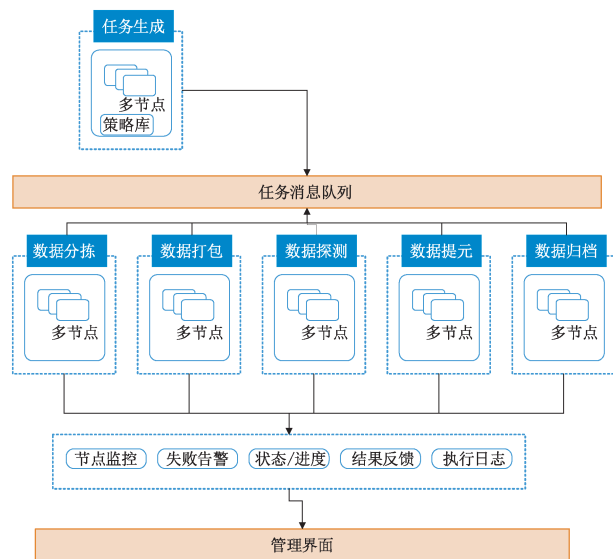 任务生成
多节点
策略库
任务消息队列
数据分拣 数据打包 数据探测 数据提元 数据归档
多节点 多节点 多节点 多节点 多节点
节点监控 失败告警 状态/进度 结果反馈 执行日志
管理界面